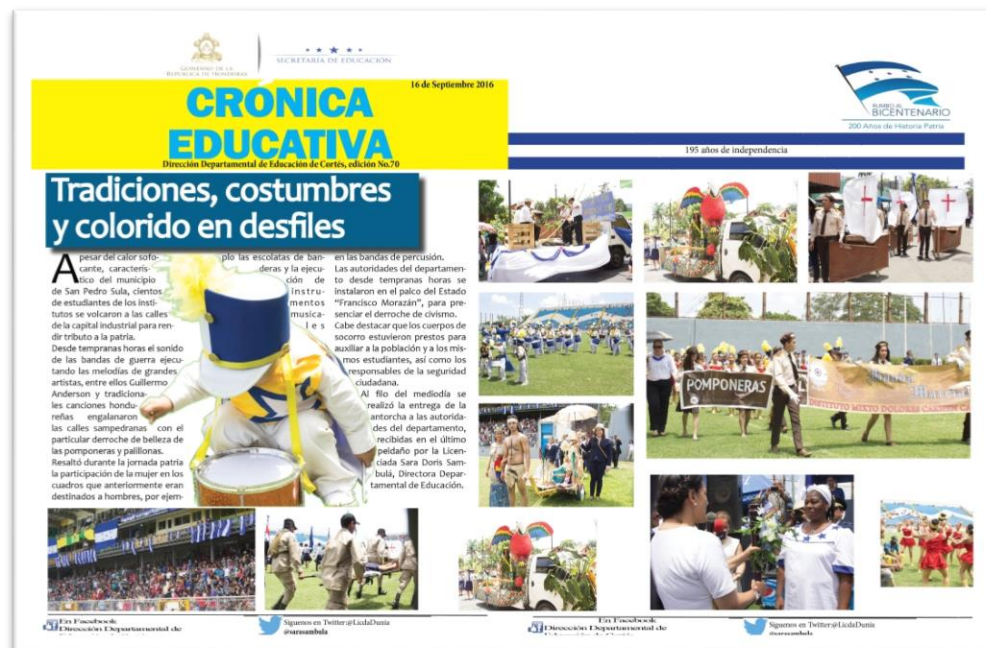 GOBIERNO DE LA
REPÚBLICA DE HONDURAS
SECRETARÍA DE EDUCACIÓN
16 de Septiembre 2016
CRÓNICA
EDUCATIVA
Dirección Departamental de Educación de Cortés, edición No.70
RUMBO AL
BICENTENARIO
200 Años de Historia Patria
195 años de independencia
Tradiciones, costumbres
y colorido en desfiles
A pesar del calor sofo-
cante, caracterís-
tico del municipio
de San Pedro Sula, cientos
de estudiantes de los insti-
tutos se volcaron a las calles
de la capital industrial para ren-
dir tributo a la patria.
Desde tempranas horas el sonido
de las bandas de guerra ejecu-
tando las melodías de grandes
artistas, entre ellos Guillermo
Anderson y tradiciona-
les canciones hondu-
reñas engalanaron
las calles sampedranas con el
particular derroche de belleza de
las pomponeras y palillonas.
Resaltó durante la jornada patria
la participación de la mujer en los
cuadros que anteriormente eran
destinados a hombres, por ejem-
plo las escolatas de ban-
deras y la ejecu-
ción de
instru-
mentos
musica-
les
en las bandas de percusión.
Las autoridades del departamen-
to desde tempranas horas se
instalaron en el palco del Estado
“Francisco Morazán”, para pre-
senciar el derroche de civismo.
Cabe destacar que los cuerpos de
socorro estuvieron prestos para
auxiliar a la población y a los mis-
mos estudiantes, así como los
responsables de la seguridad
ciudadana.
Al filo del mediodía se
realizó la entrega de la
antorcha a las autorida-
des del departamento,
recibidas en el último
peldaño por la Licen-
ciada Sara Doris Sam-
bulá, Directora Depar-
tamental de Educación.
POMPONERAS
INSTITUTO MIXTO DOLORES
En Facebook
Dirección Departamental de
Siguenos en Twitter:@LicdaDunia
@sarasambula
En Facebook
Dirección Departamental de
Siguenos en Twitter:@LicdaDunia
@sarasambula